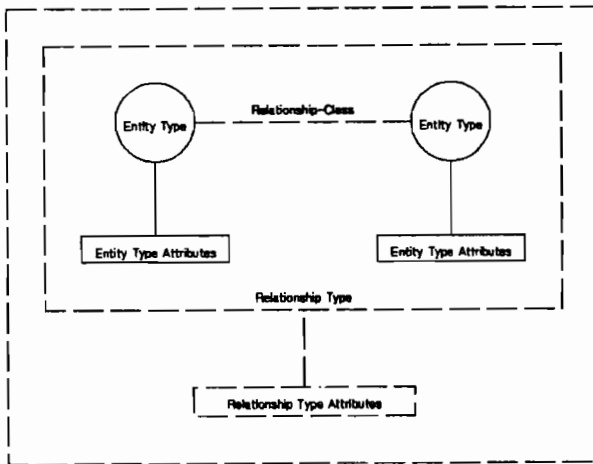 Relationship-Class
Entity Type
Entity Type
Entity Type Attributes
Entity Type Attributes
Relationship Type
Relationship Type Attributes